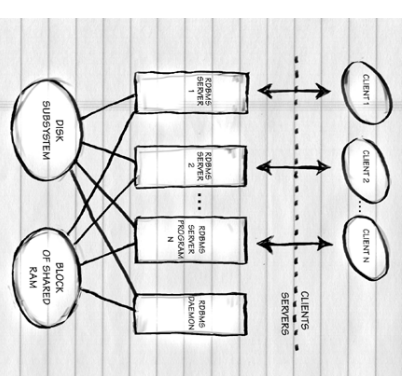 CLIENT 1
CLIENT 2
...
CLIENT N
CLIENTS
SERVERS
RDBMS
SERVER
1
RDBMS
SERVER
2
...
RDBMS
SERVER
PROGRAM
N
RDBMS
DAEMON
DISK
SUBSYSTEM
BLOCK
OF SHARED
RAM